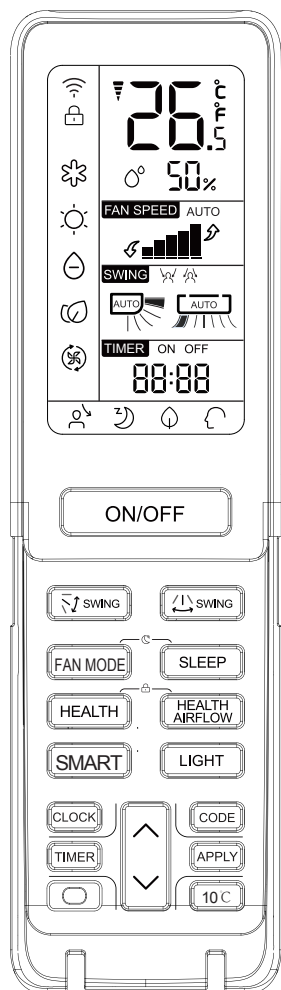 26.5 °C °F
50%
FAN SPEED AUTO
SWING
AUTO AUTO
TIMER ON OFF
88:88
z
ON/OFF
SWING SWING
FAN MODE SLEEP
HEALTH HEALTH AIRFLOW
SMART LIGHT
CLOCK CODE
TIMER APPLY
10℃